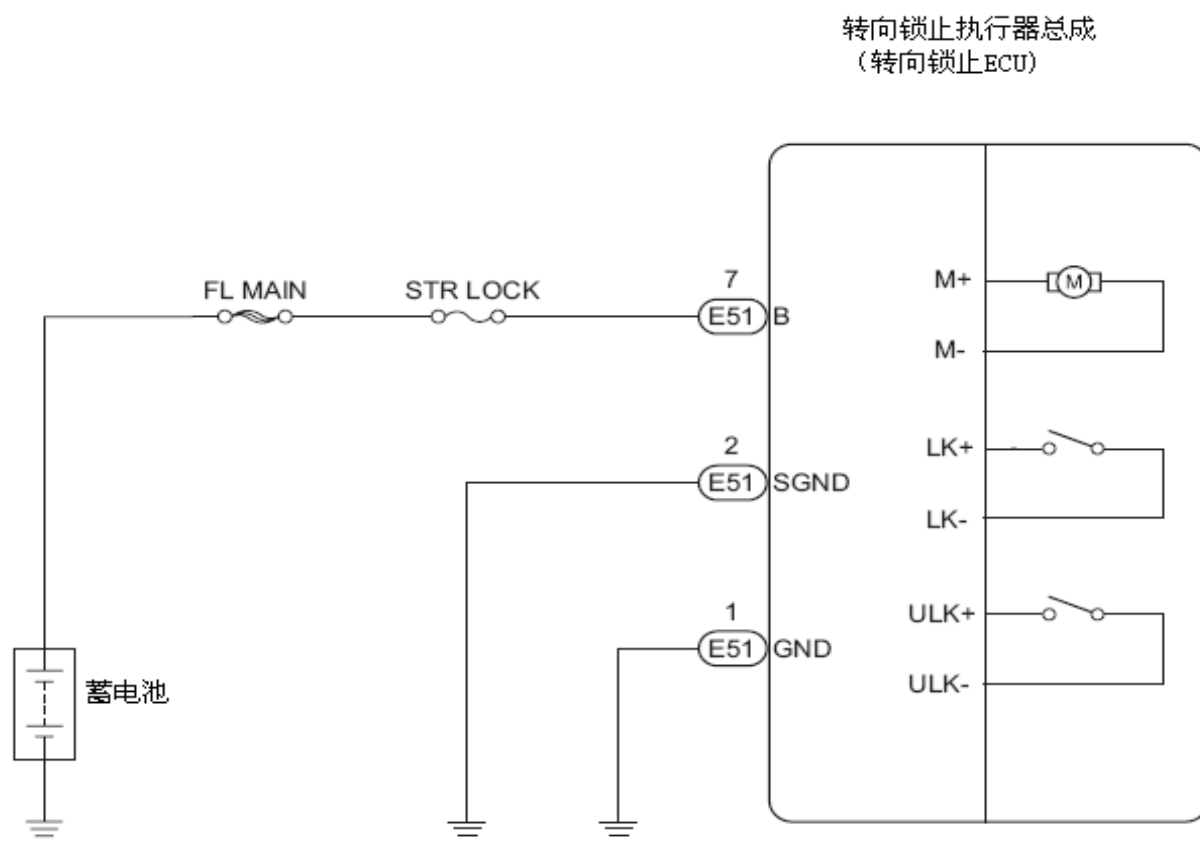 转向锁止执行器总成
（转向锁止ECU）
FL MAIN
STR LOCK
7
E51
B
M+
M
M-
2
E51
SGND
LK+
LK-
1
E51
GND
ULK+
ULK-
蓄电池